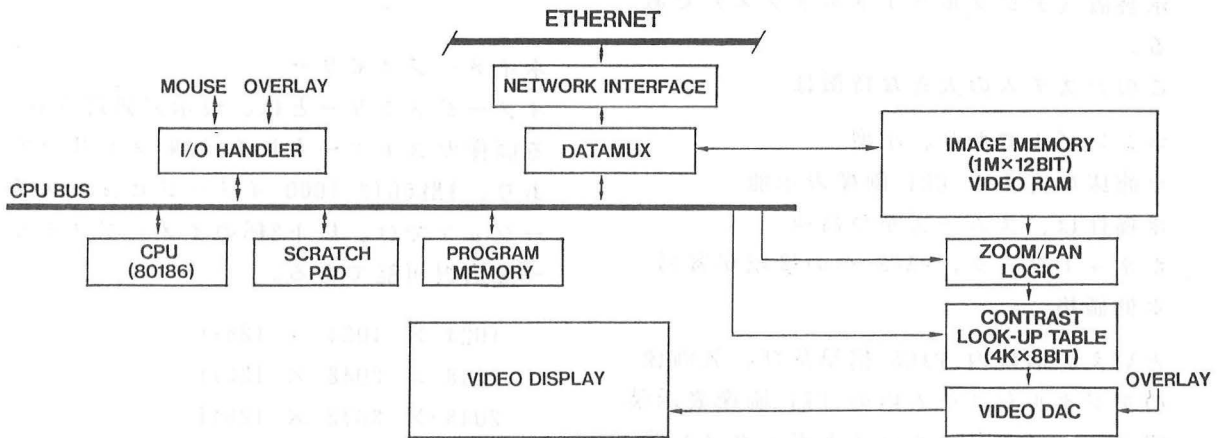 ETHERNET
MOUSE OVERLAY
NETWORK INTERFACE
I/O HANDLER
DATAMUX
IMAGE MEMORY
(1M×12BIT)
VIDEO RAM
CPU BUS
CPU
(80186)
SCRATCH
PAD
PROGRAM
MEMORY
ZOOM/PAN
LOGIC
CONTRAST
LOOK-UP TABLE
(4K×8BIT)
VIDEO DISPLAY
OVERLAY
VIDEO DAC